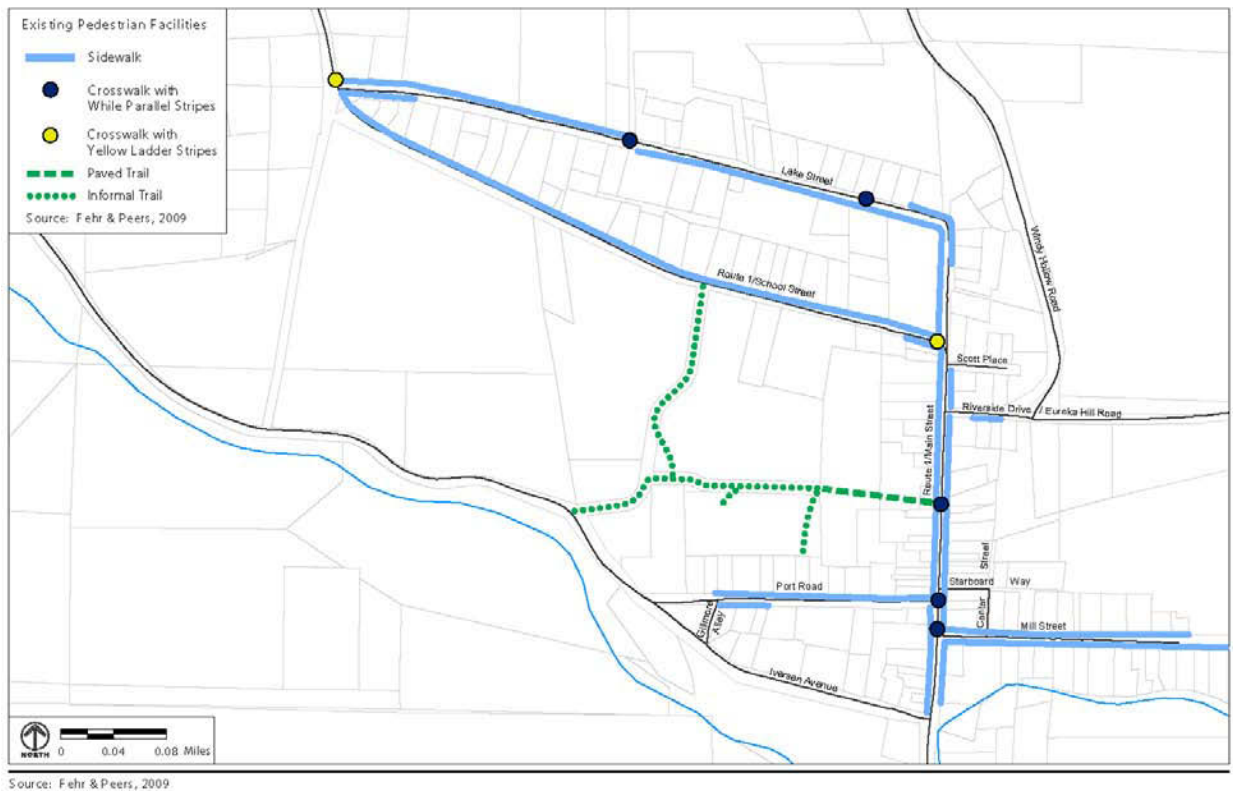 Existing Pedestrian Facilities
Sidewalk
Crosswalk with
While Parallel Stripes
Crosswalk with
Yellow Ladder Stripes
Paved Trail
Informal Trail
Source: Fehr & Peers, 2009
Lake Street
Windy Hollow Road
Route 1/School Street
Scott Place
Riverside Drive / Eureka Hill Road
Route 1/Main Street
Street
Cantar
Port Road
Starboard Way
Gillmore
Alley
Mill Street
Iversen Avenue
NORTH
0 0.04 0.08 Miles
Source: Fehr & Peers, 2009